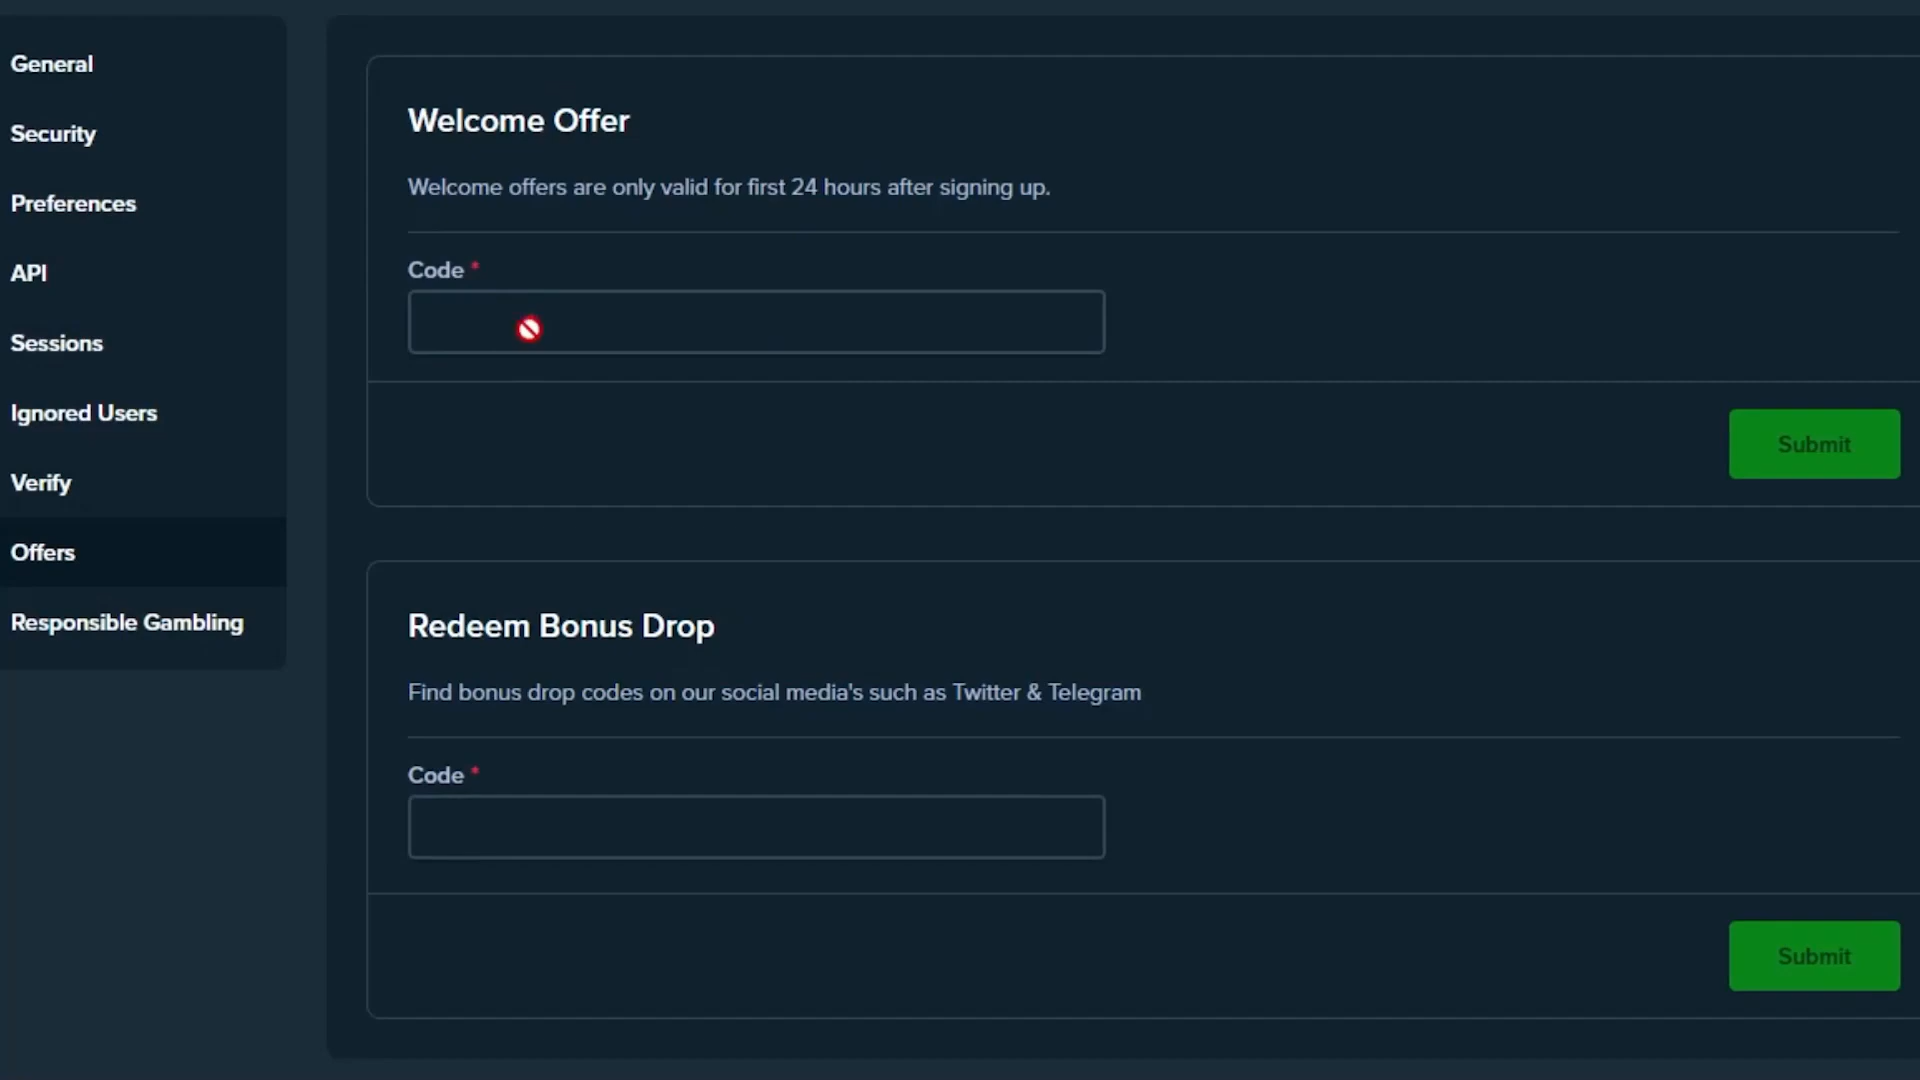 General
Security
Preferences
API
Sessions
Ignored Users
Verify
Offers
Responsible Gambling
Welcome Offer
Welcome offers are only valid for first 24 hours after signing up.
Code *
Submit
Redeem Bonus Drop
Find bonus drop codes on our social media's such as Twitter & Telegram
Code *
Submit